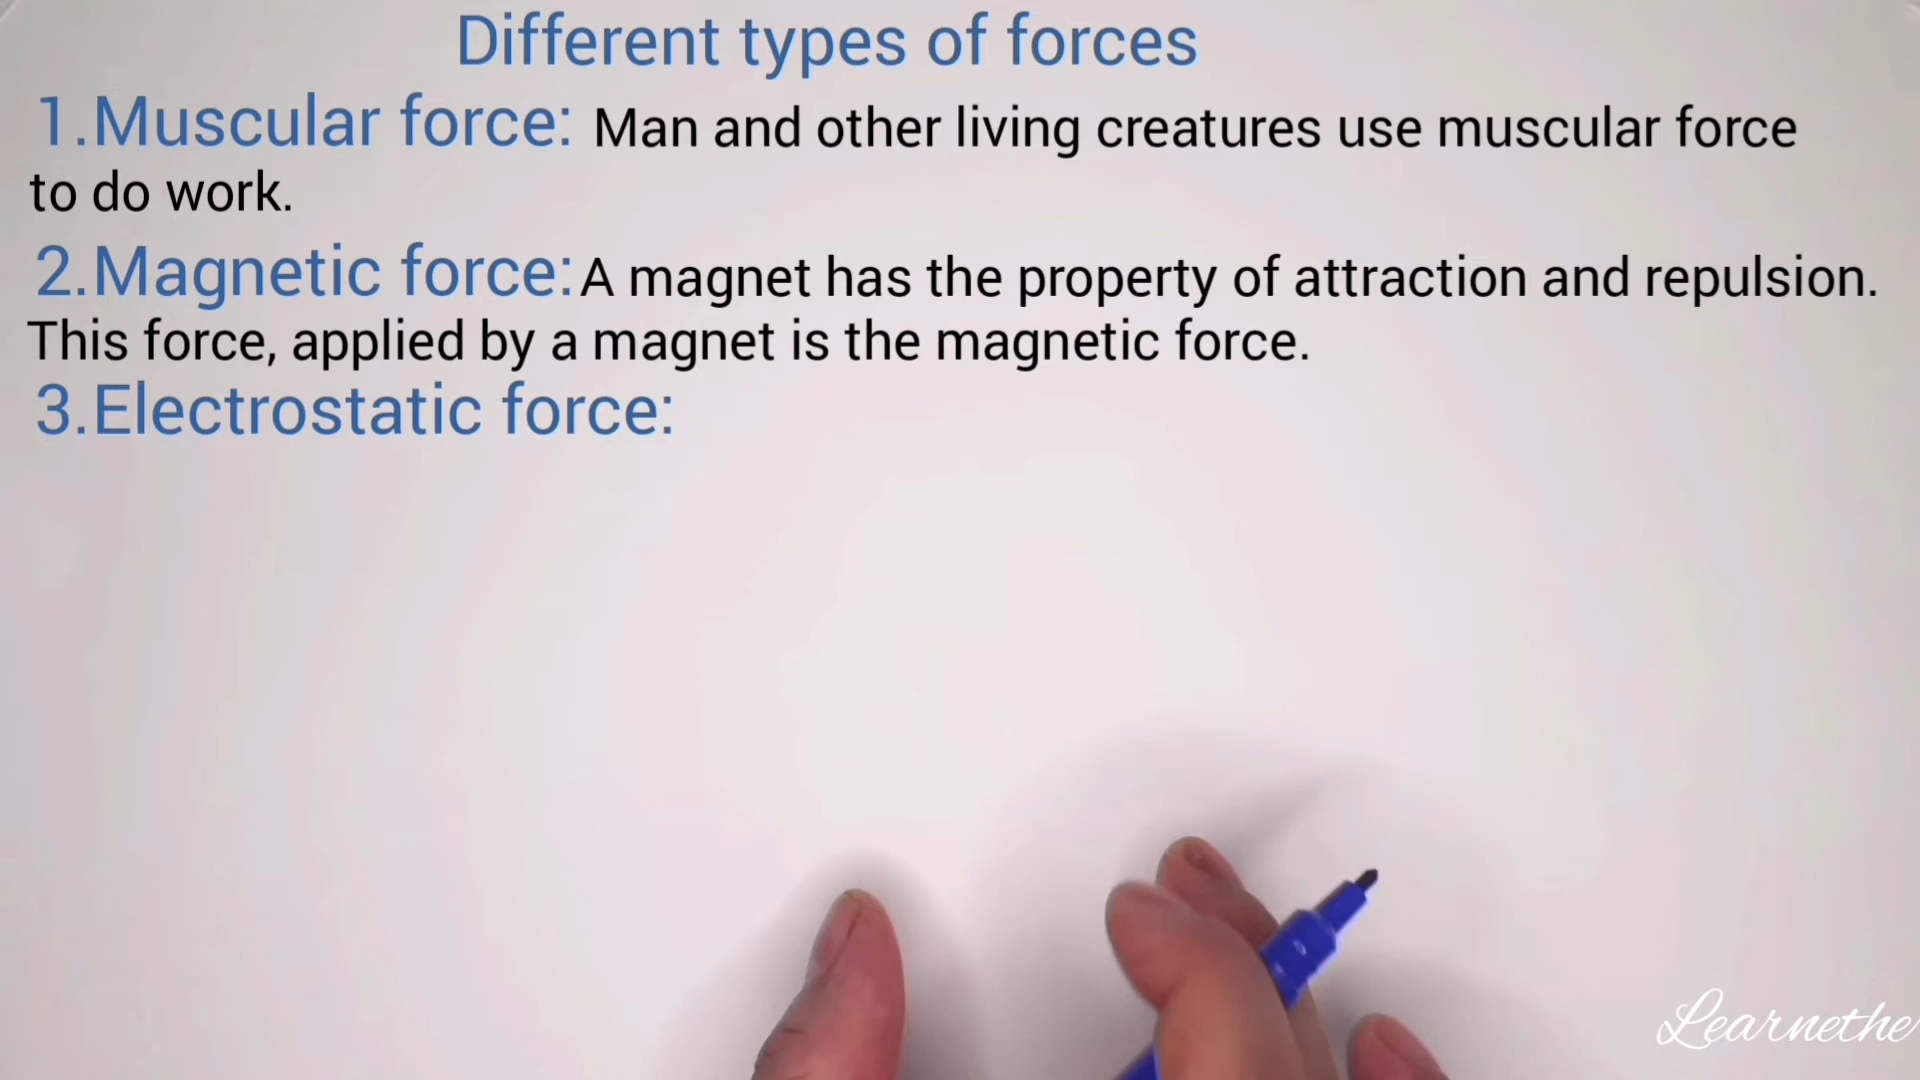 Different types of forces
1.Muscular force: Man and other living creatures use muscular force
to do work.
2.Magnetic force: A magnet has the property of attraction and repulsion.
This force, applied by a magnet is the magnetic force.
3.Electrostatic force:
Learnethe